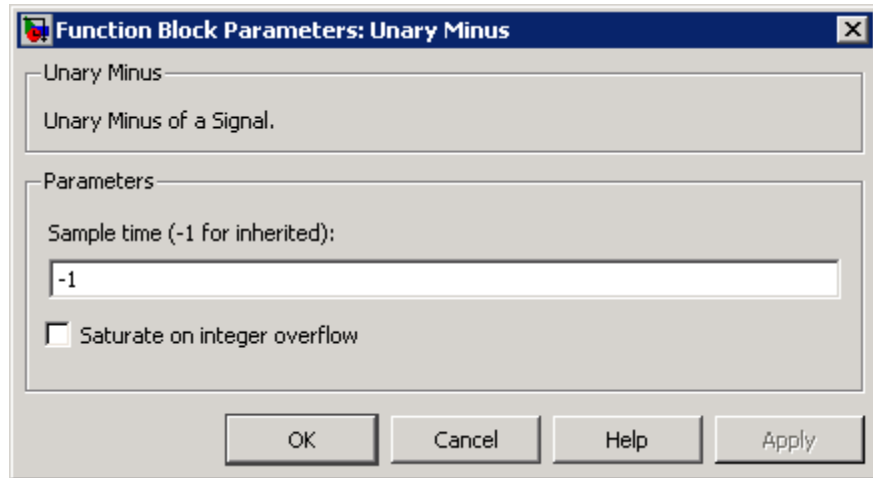 Function Block Parameters: Unary Minus
Unary Minus
Unary Minus of a Signal.
Parameters
Sample time (-1 for inherited):
-1
Saturate on integer overflow
OK Cancel Help Apply